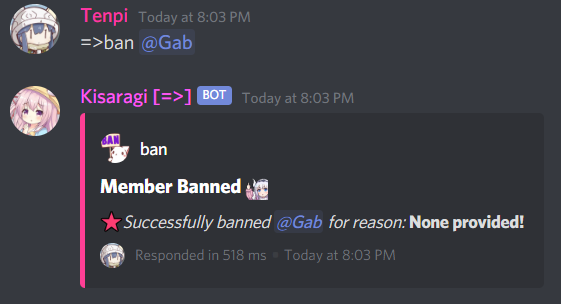 Tenpi Today at 8:03 PM
=>ban @Gab
Kisaragi [=>] BOT Today at 8:03 PM
BAN
ban
Member Banned
Successfully banned @Gab for reason: None provided!
Responded in 518 ms • Today at 8:03 PM